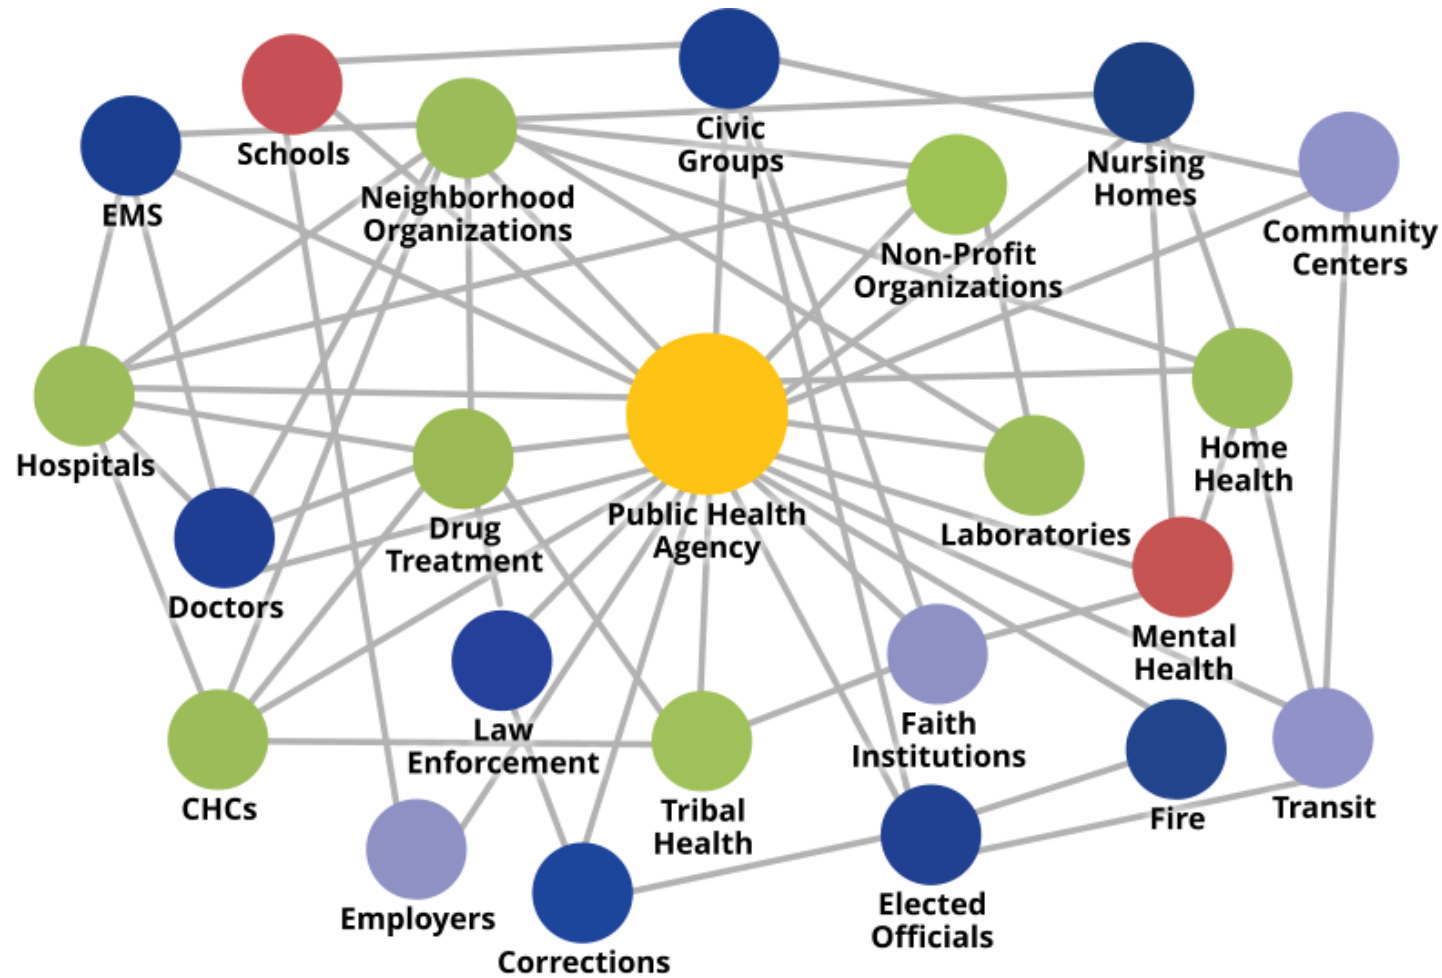 Civic
Groups
Schools
Nursing
Homes
Neighborhood
Organizations
EMS
Community
Centers
Non-Profit
Organizations
Hospitals
Home
Health
Public Health
Agency
Laboratories
Drug
Treatment
Doctors
Mental
Health
Law
Enforcement
Faith
Institutions
CHCs
Tribal
Health
Fire
Transit
Employers
Elected
Officials
Corrections